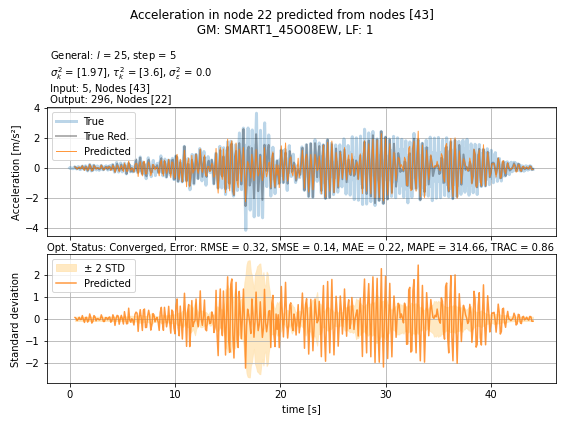 Acceleration in node 22 predicted from nodes [43]
GM: SMART1_45O08EW, LF: 1
General: l = 25, step = 5
σ²ₖ = [1.97], τ²ₖ = [3.6], σ²ε = 0.0
Input: 5, Nodes [43]
Output: 296, Nodes [22]
Acceleration [m/s²]
4
2
0
−2
−4
True
True Red.
Predicted
Opt. Status: Converged, Error: RMSE = 0.32, SMSE = 0.14, MAE = 0.22, MAPE = 314.66, TRAC = 0.86
Standard deviation
2
1
0
−1
−2
± 2 STD
Predicted
0
10
20
30
40
time [s]